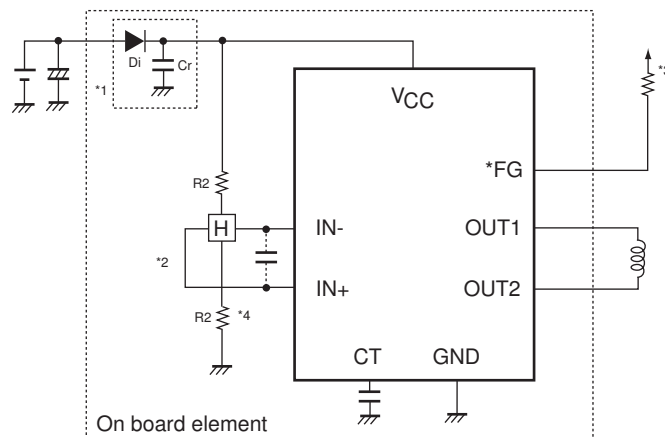 Di
Cr
*1
VCC
*FG
R2
H
IN-
OUT1
*2
IN+
OUT2
R2
*4
CT
GND
On board element